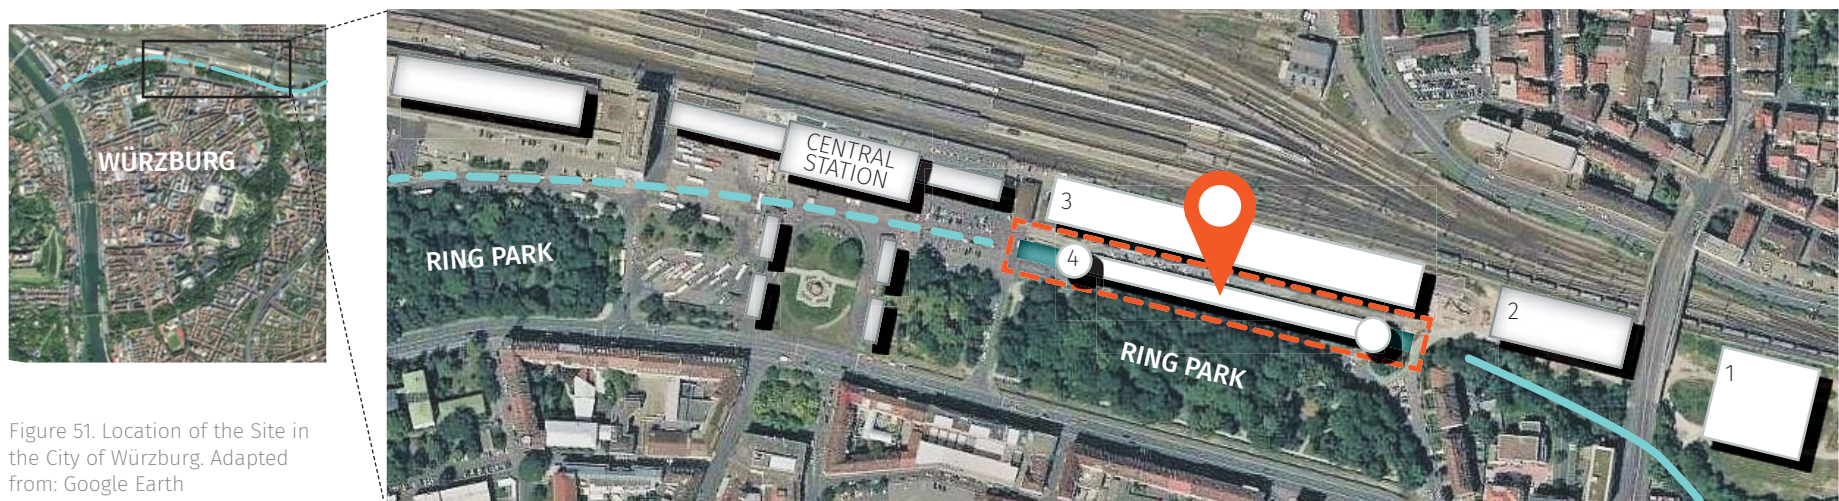 WÜRZBURG
CENTRAL
STATION
3
4
RING PARK
2
RING PARK
1
Figure 51. Location of the Site in
the City of Würzburg. Adapted
from: Google Earth